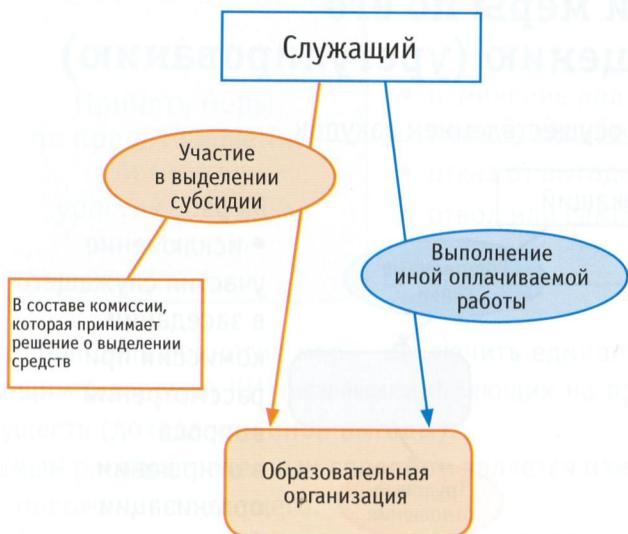 Служащий
Участие
в выделении
субсидии
Выполнение
иной оплачиваемой
работы
В составе комиссии,
которая принимает
решение о выделении
средств
Образовательная
организация